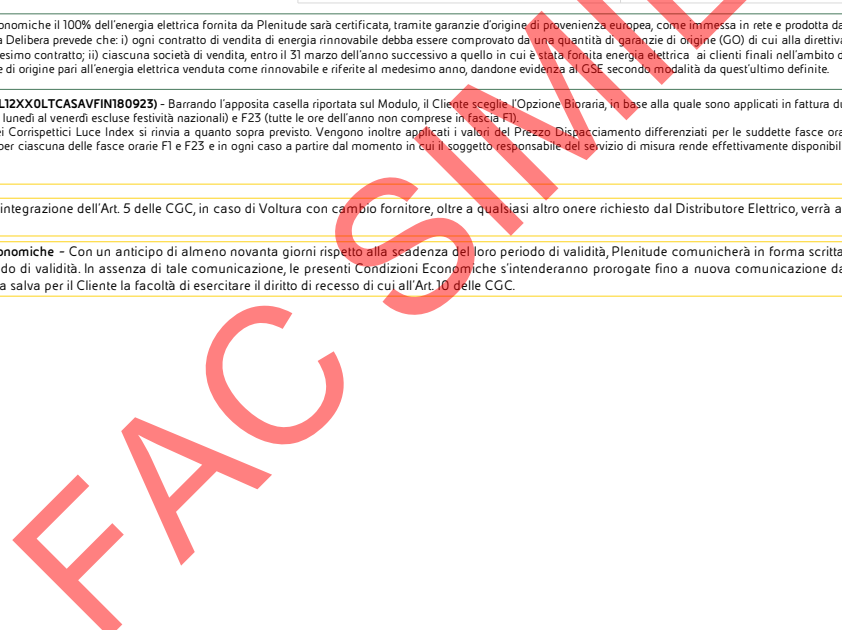 onomiche il 100% dell'energia elettrica fornita da Plenitude sarà certificata, tramite garanzie d'origine di provenienza europea, come immessa in rete e prodotta da
a Delibera prevede che: i) ogni contratto di vendita di energia rinnovabile debba essere comprovato da una quantità di garanzie di origine (GO) di cui alla direttiva
esimo contratto; ii) ciascuna società di vendita, entro il 31 marzo dell'anno successivo a quello in cui è stata fornita energia elettrica ai clienti finali nell'ambito d
e di origine pari all'energia elettrica venduta come rinnovabile e riferite al medesimo anno, dandone evidenza al GSE secondo modalità da quest'ultimo definite.
L12XX0LTCASAVFIN180923) - Barrando l'apposita casella riportata sul Modulo, il Cliente sceglie l'Opzione Bioraria, in base alla quale sono applicati in fattura du
lunedì al venerdì escluse festività nazionali) e F23 (tutte le ore dell'anno non comprese in fascia F1).
ei Corrispettivi Luce Index si rinvia a quanto sopra previsto. Vengono inoltre applicati i valori del Prezzo Dispacciamento differenziati per le suddette fasce ora
per ciascuna delle fasce orarie F1 e F23 e in ogni caso a partire dal momento in cui il soggetto responsabile del servizio di misura rende effettivamente disponibil
integrazione dell'Art. 5 delle CGC, in caso di Voltura con cambio fornitore, oltre a qualsiasi altro onere richiesto dal Distributore Elettrico, verrà a
onomiche - Con un anticipo di almeno novanta giorni rispetto alla scadenza del loro periodo di validità, Plenitude comunicherà in forma scritta
do di validità. In assenza di tale comunicazione, le presenti Condizioni Economiche s'intenderanno prorogate fino a nuova comunicazione da
a salva per il Cliente la facoltà di esercitare il diritto di recesso di cui all'Art. 10 delle CGC.
FAC SIMIL